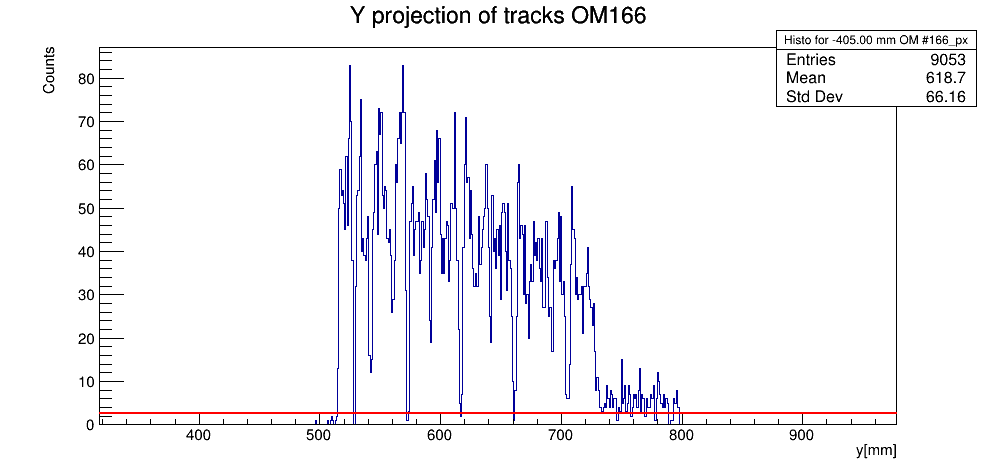 Y projection of tracks OM166
Histo for -405.00 mm OM #166_px
Entries 9053
Mean 618.7
Std Dev 66.16
Counts
80
70
60
50
40
30
20
10
0
400 500 600 700 800 900
y[mm]